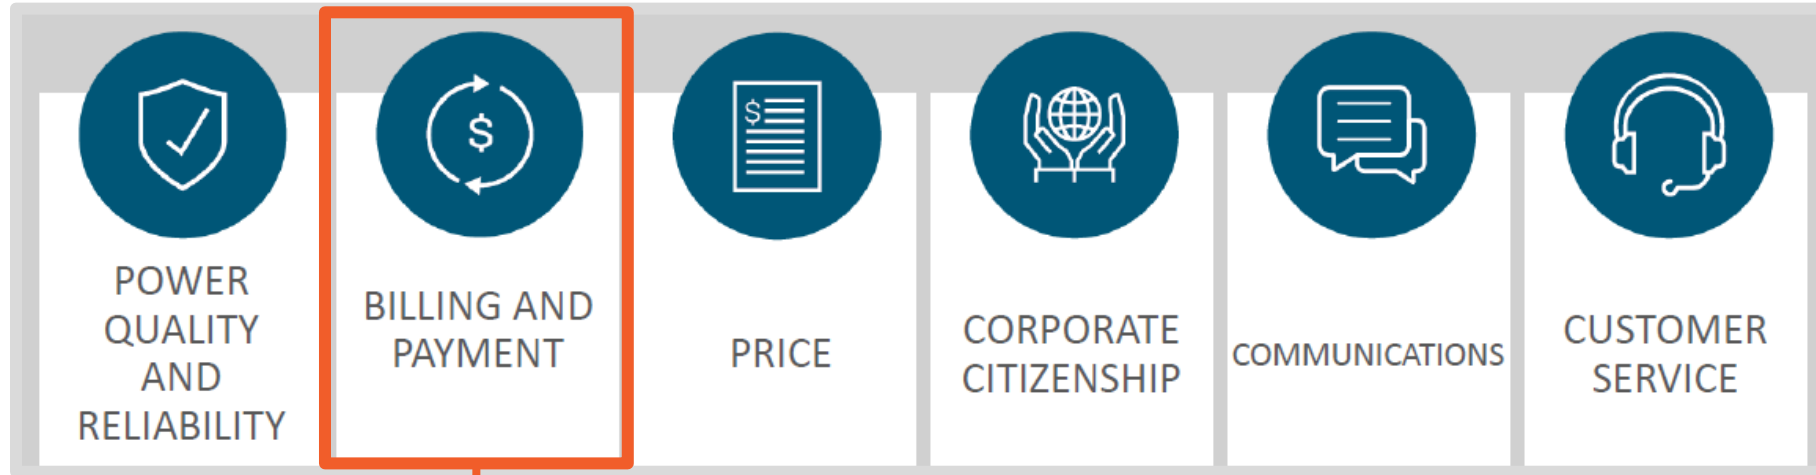 $
$
POWER
QUALITY
AND
RELIABILITY
BILLING AND
PAYMENT
PRICE
CORPORATE
CITIZENSHIP
COMMUNICATIONS
CUSTOMER
SERVICE